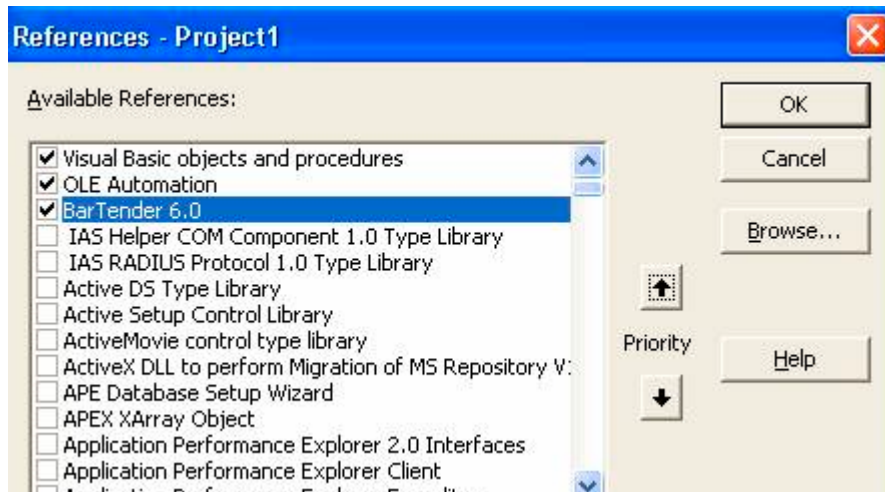 References - Project1
Available References:
Visual Basic objects and procedures
OLE Automation
BarTender 6.0
IAS Helper COM Component 1.0 Type Library
IAS RADIUS Protocol 1.0 Type Library
Active DS Type Library
Active Setup Control Library
ActiveMovie control type library
ActiveX DLL to perform Migration of MS Repository
APE Database Setup Wizard
APEX XArray Object
Application Performance Explorer 2.0 Interfaces
Application Performance Explorer Client
OK
Cancel
Browse...
Priority
Help